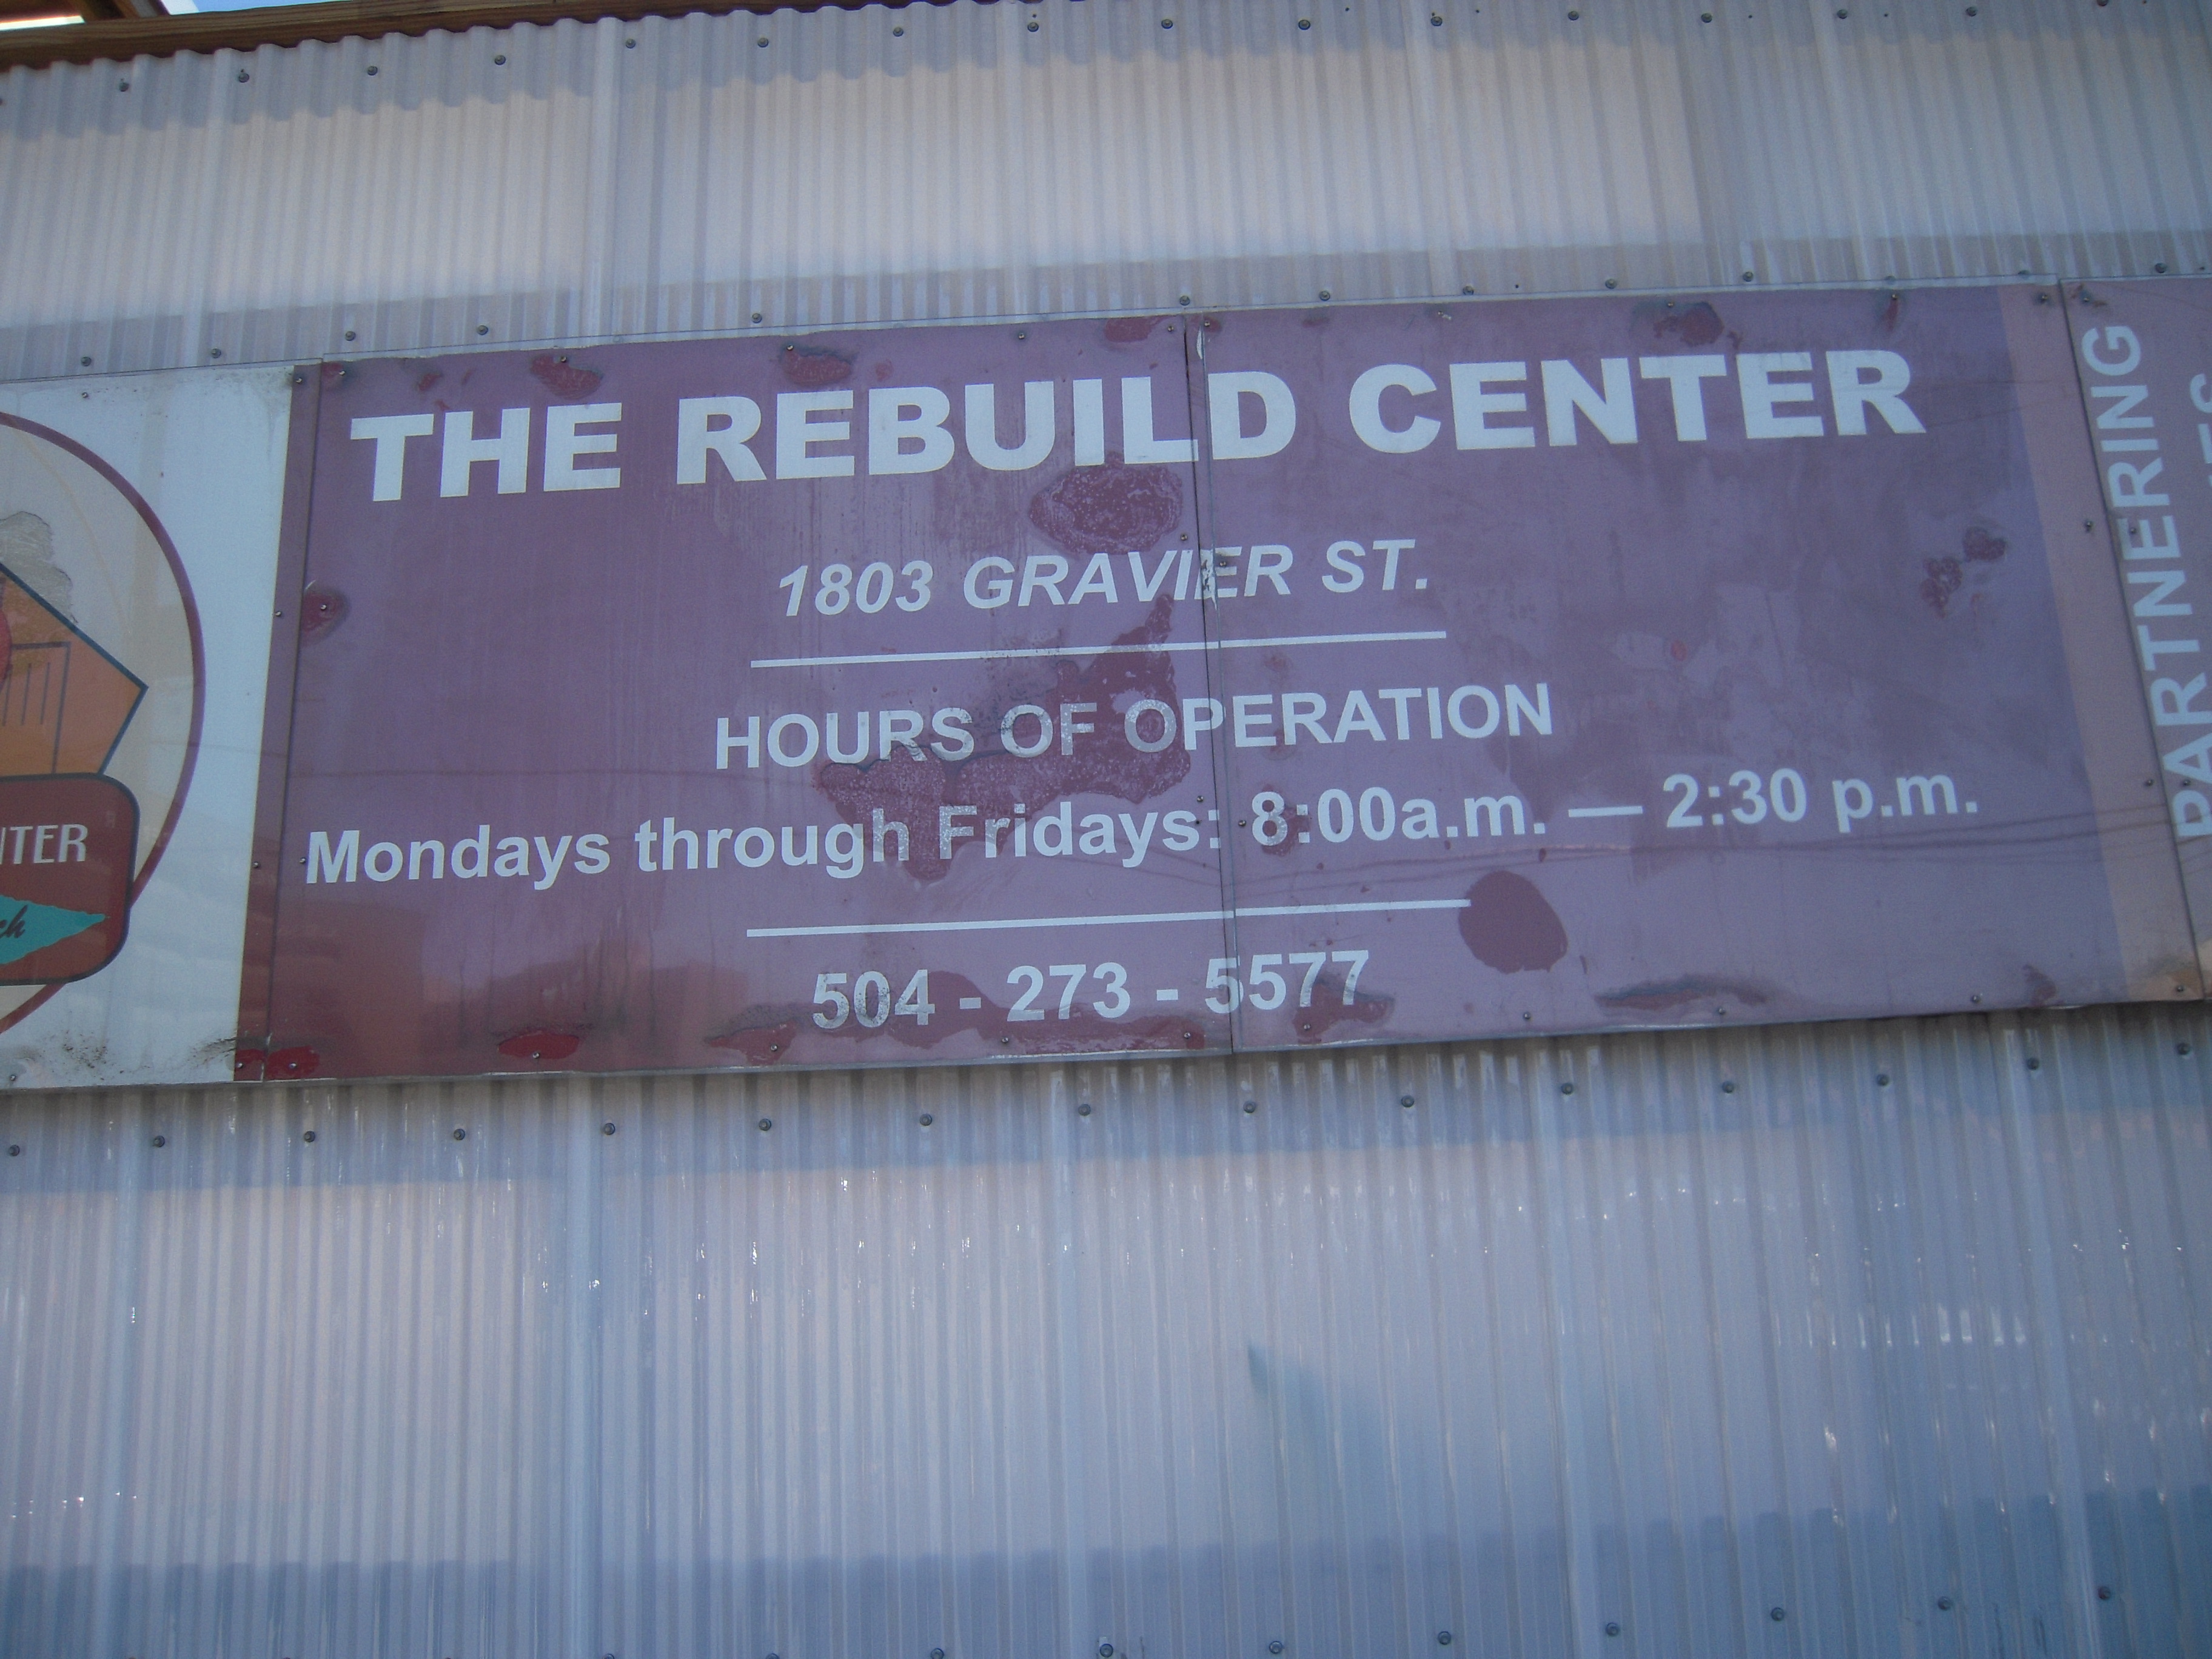 THE REBUILD CENTER
1803 GRAVIER ST.
HOURS OF OPERATION
Mondays through Fridays: 8:00a.m. — 2:30 p.m.
504 - 273 - 5577
PARTNERING